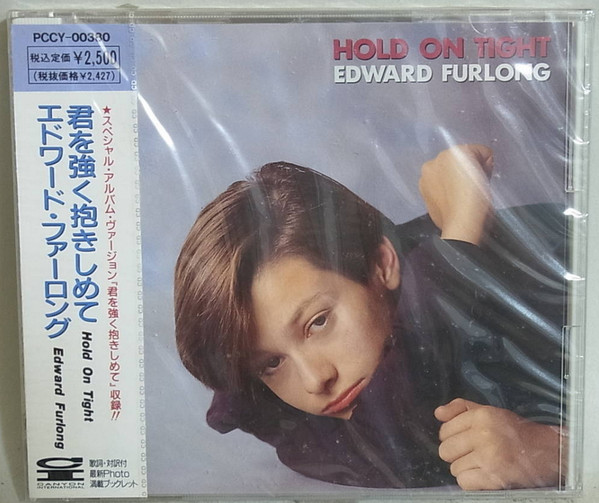 PCCY-00330
税込定価¥2,500
(税抜価格¥2,427)
HOLD ON TIGHT
EDWARD FURLONG
★スペシャル・アルバム・ヴァージョン「君を強く抱きしめて」収録!!
君を強く抱きしめて Hold On Tight
エドワード・ファーロング Edward Furlong
CANYON
INTERNATIONAL
歌詞・対訳付
最新Photo
満載ブックレット